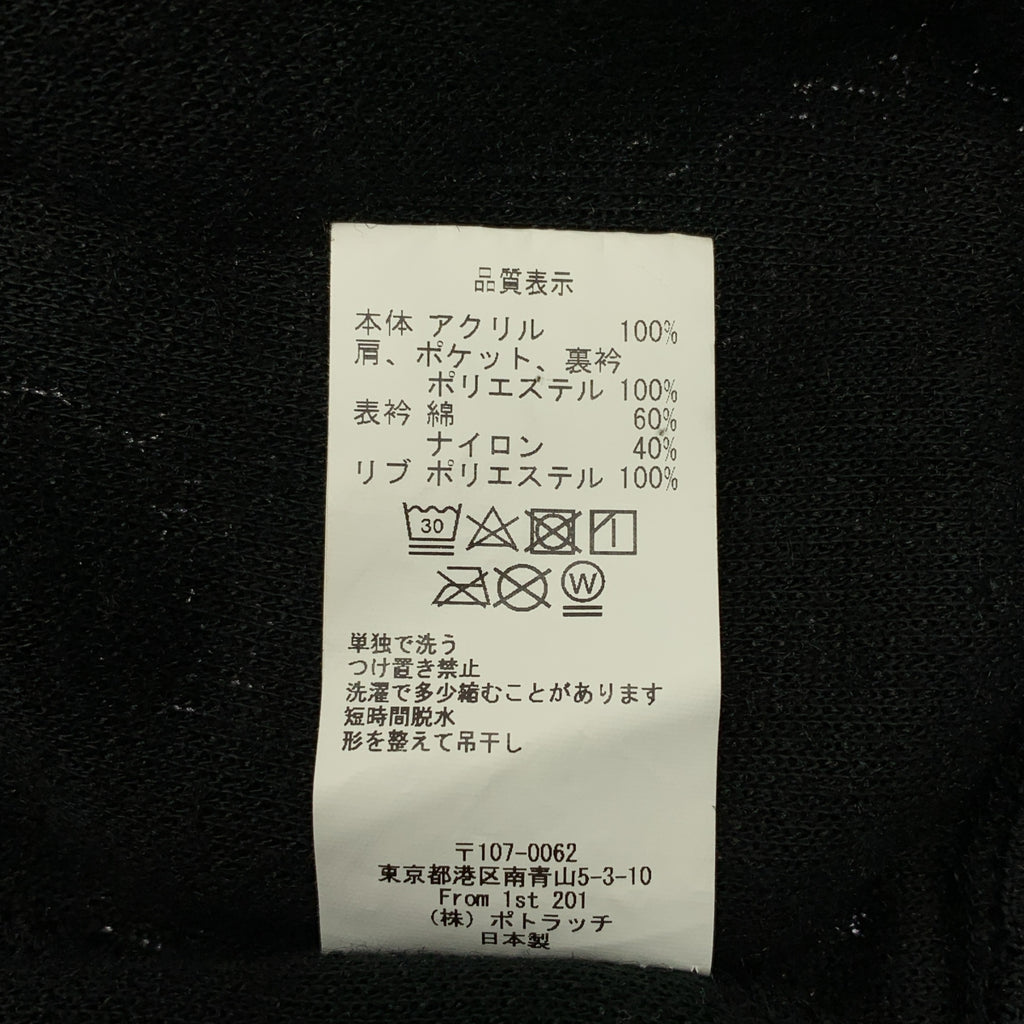 品質表示
本体 アクリル 100%
肩、ポケット、裏衿
ポリエステル 100%
表衿 綿 60%
ナイロン 40%
リブ ポリエステル 100%
30
W
単独で洗う
つけ置き禁止
洗濯で多少縮むことがあります
短時間脱水
形を整えて吊干し
〒107-0062
東京都港区南青山5-3-10
From 1st 201
(株) ポトラッチ
日本製